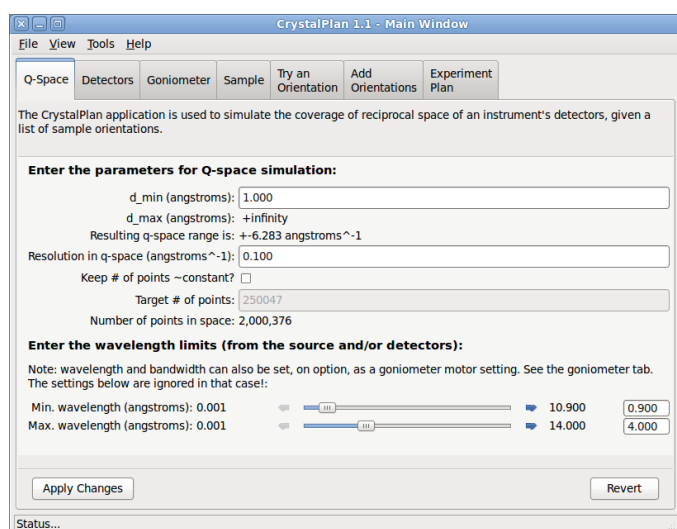 CrystalPlan 1.1 - Main Window
File View Tools Help
Q-Space Detectors Goniometer Sample Try an Orientation Add Orientations Experiment Plan
The CrystalPlan application is used to simulate the coverage of reciprocal space of an instrument's detectors, given a
list of sample orientations.
Enter the parameters for Q-space simulation:
d_min (angstroms): 1.000
d_max (angstroms): +infinity
Resulting q-space range is: +-6.283 angstroms^-1
Resolution in q-space (angstroms^-1): 0.100
Keep # of points ~constant?
Target # of points: 250047
Number of points in space: 2,000,376
Enter the wavelength limits (from the source and/or detectors):
Note: wavelength and bandwidth can also be set, on option, as a goniometer motor setting. See the goniometer tab.
The settings below are ignored in that case!:
Min. wavelength (angstroms): 0.001 10.900 0.900
Max. wavelength (angstroms): 0.001 14.000 4.000
Apply Changes Revert
Status...